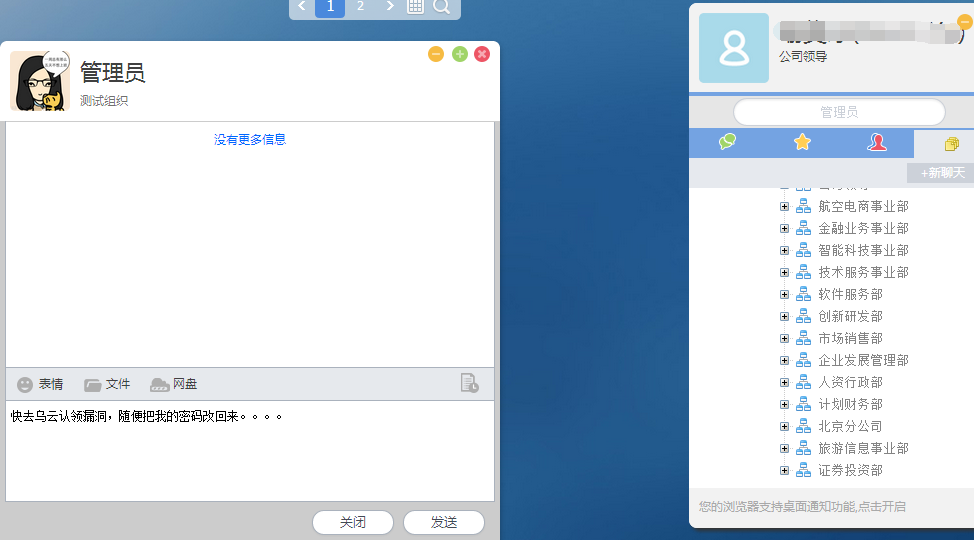 1 2
管理员
测试组织
没有更多信息
表情 文件 网盘
快去乌云认领漏洞，随便把我的密码改回来。。。。
关闭 发送
公司领导
管理员
+新聊天
航空电商事业部
金融业务事业部
智能科技事业部
技术服务事业部
软件服务部
创新研发部
市场销售部
企业发展管理部
人资行政部
计划财务部
北京分公司
旅游信息事业部
证券投资部
您的浏览器支持桌面通知功能,点击开启